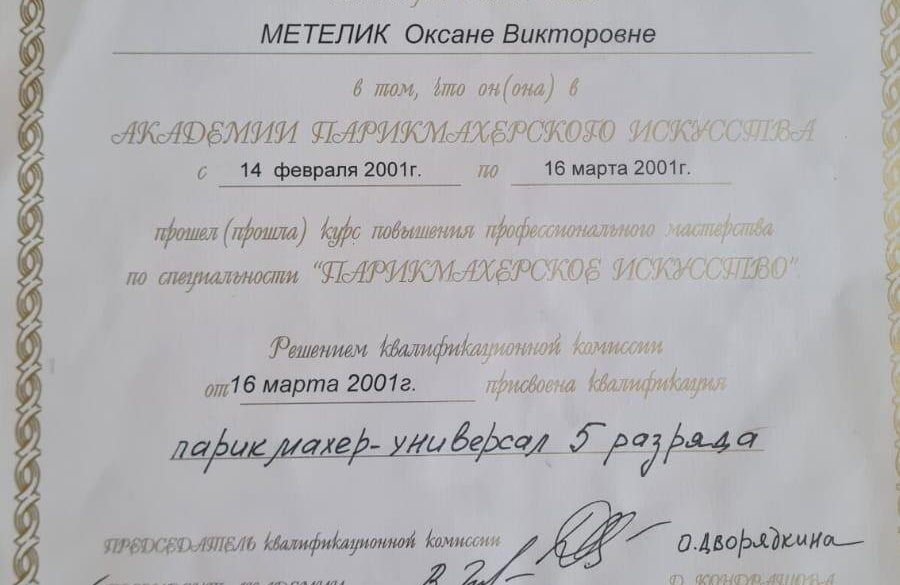 МЕТЕЛИК Оксане Викторовне
в том, что он(она) в
АКАДЕМИИ ПАРИКМАХЕРСКОГО ИСКУССТВА
с 14 февраля 2001г. по 16 марта 2001г.
прошел (прошла) курс повышения профессионального мастерства
по специальности "ПАРИКМАХЕРСКОЕ ИСКУССТВО".
Решением квалификационной комиссии
от 16 марта 2001г. присвоена квалификация
парикмахер-универсал 5 разряда
ПРЕДСЕДАТЕЛЬ квалификационной комиссии О.ДВОРЯДКИНА